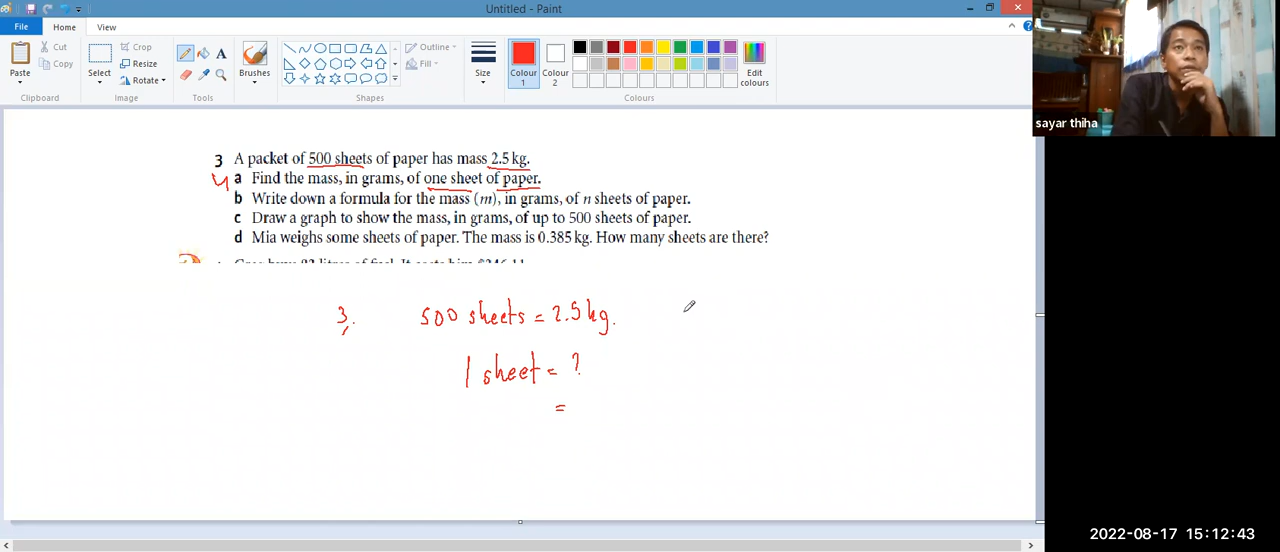 Untitled - Paint
File Home View
Paste
Cut
Copy
Clipboard
Select
Crop
Resize
Rotate
Image
A
Tools
Brushes
Outline
Fill
Shapes
Size
Colour 1
Colour 2
Edit colours
Colours
sayar thiha
3 A packet of 500 sheets of paper has mass 2.5 kg.
a Find the mass, in grams, of one sheet of paper.
b Write down a formula for the mass (m), in grams, of n sheets of paper.
c Draw a graph to show the mass, in grams, of up to 500 sheets of paper.
d Mia weighs some sheets of paper. The mass is 0.385 kg. How many sheets are there?
3. 500 sheets = 2.5 kg.
1 sheet = ?
=
2022-08-17 15:12:43